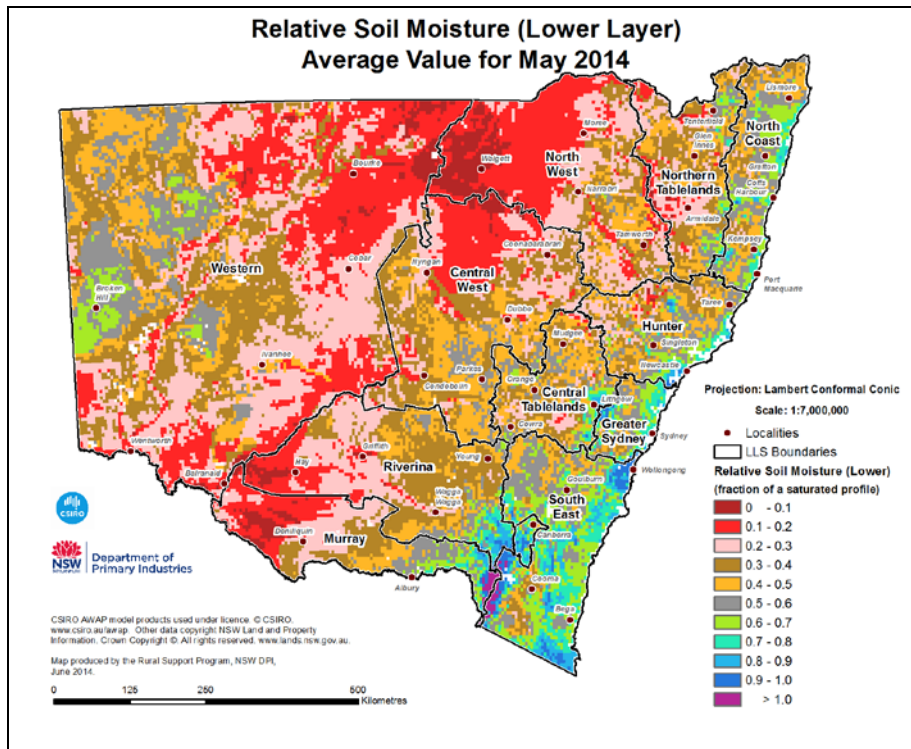 Relative Soil Moisture (Lower Layer)
Average Value for May 2014
Lismore
Tenterfield
North
Coast
Moree
Glen
Innes
Bourke
Walgett
North
West
Grafton
Northern
Tablelands
Coffs
Harbour
Narrabri
Armidale
Coonabarabran
Tamworth
Kempsey
Western
Cobar
Nyngan
Central
West
Port
Macquarie
Broken
Hill
Taree
Dubbo
Hunter
Mudgee
Singleton
Ivanhoe
Newcastle
Parkes
Condobolin
Orange
Central
Tablelands
Lithgow
Projection: Lambert Conformal Conic
Scale: 1:7,000,000
Cowra
Greater
Sydney
Sydney
Localities
LLS Boundaries
Wentworth
Griffith
Riverina
Young
Balranald
Hay
Wollongong
Relative Soil Moisture (Lower)
(fraction of a saturated profile)
Goulburn
South
East
Wagga
Wagga
Canberra
0 - 0.1
0.1 - 0.2
0.2 - 0.3
0.3 - 0.4
0.4 - 0.5
0.5 - 0.6
0.6 - 0.7
0.7 - 0.8
0.8 - 0.9
0.9 - 1.0
> 1.0
Deniliquin
Murray
Albury
Cooma
Bega
CSIRO
NSW
Department of
Primary Industries
CSIRO AWAP model products used under licence. © CSIRO.
www.csiro.au/awap. Other data copyright NSW Land and Property
Information. Crown Copyright ©. All rights reserved. www.lands.nsw.gov.au.
Map produced by the Rural Support Program, NSW DPI,
June 2014.
0 125 250 500
Kilometres